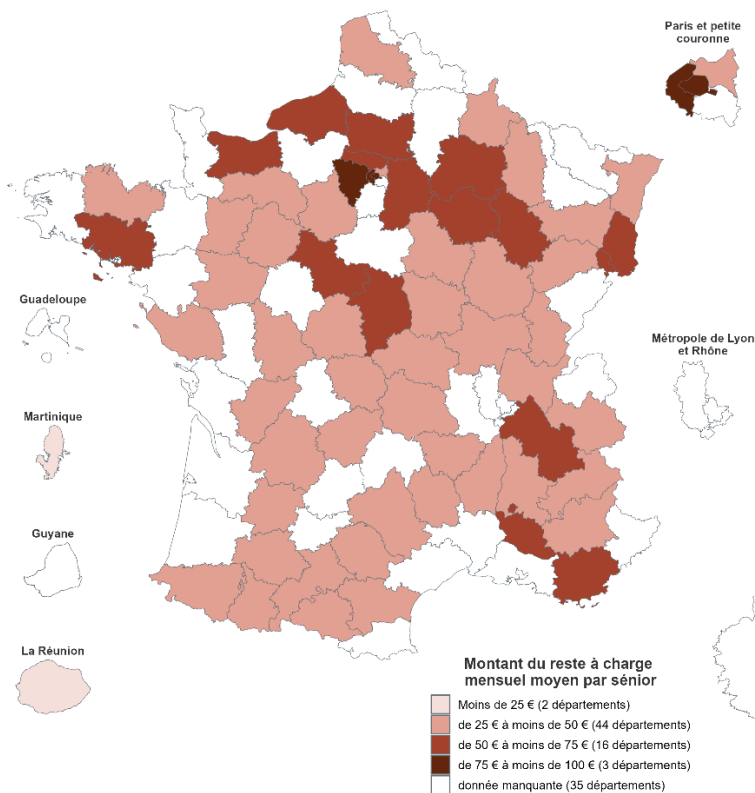 Paris et petite
couronne
Guadeloupe
Métropole de Lyon
et Rhône
Martinique
Guyane
La Réunion
Montant du reste à charge
mensuel moyen par sénior
Moins de 25 € (2 départements)
de 25 € à moins de 50 € (44 départements)
de 50 € à moins de 75 € (16 départements)
de 75 € à moins de 100 € (3 départements)
donnée manquante (35 départements)